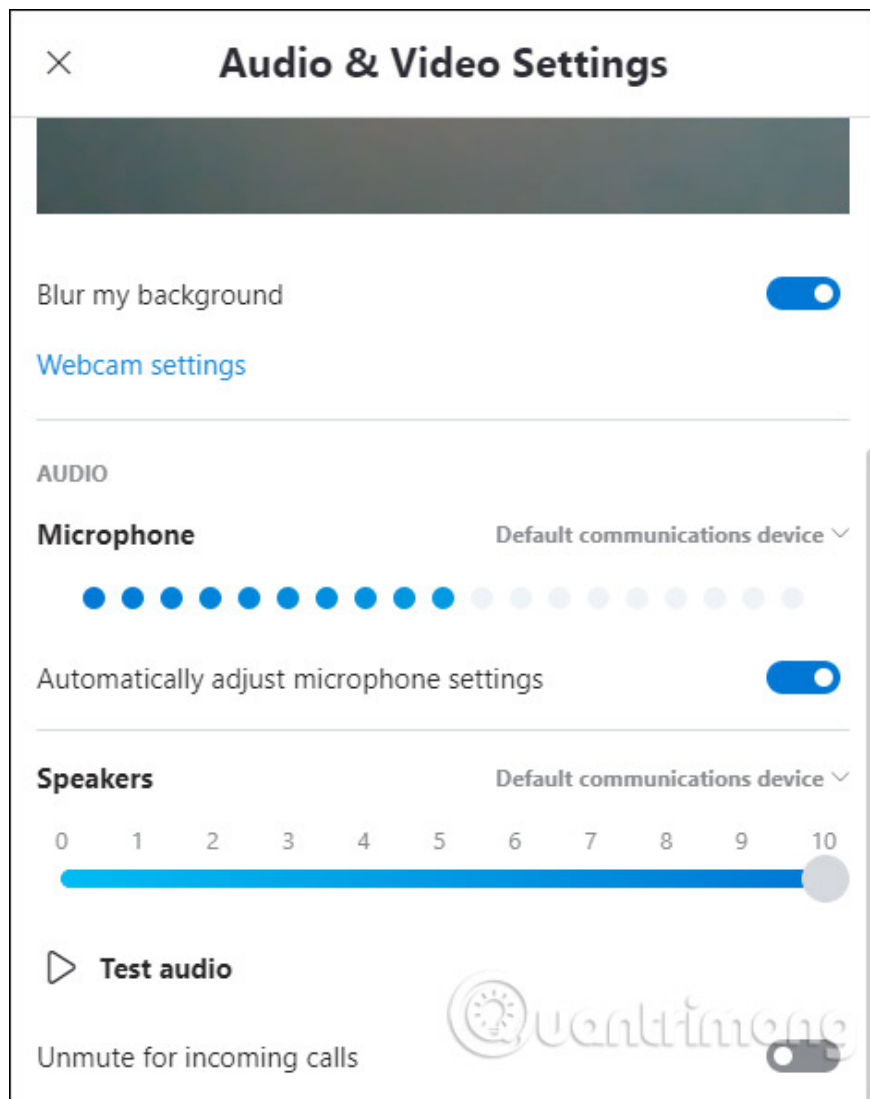 Audio & Video Settings
Blur my background
Webcam settings
AUDIO
Microphone
Default communications device
Automatically adjust microphone settings
Speakers
Default communications device
0 1 2 3 4 5 6 7 8 9 10
Test audio
Quantrimang
Unmute for incoming calls